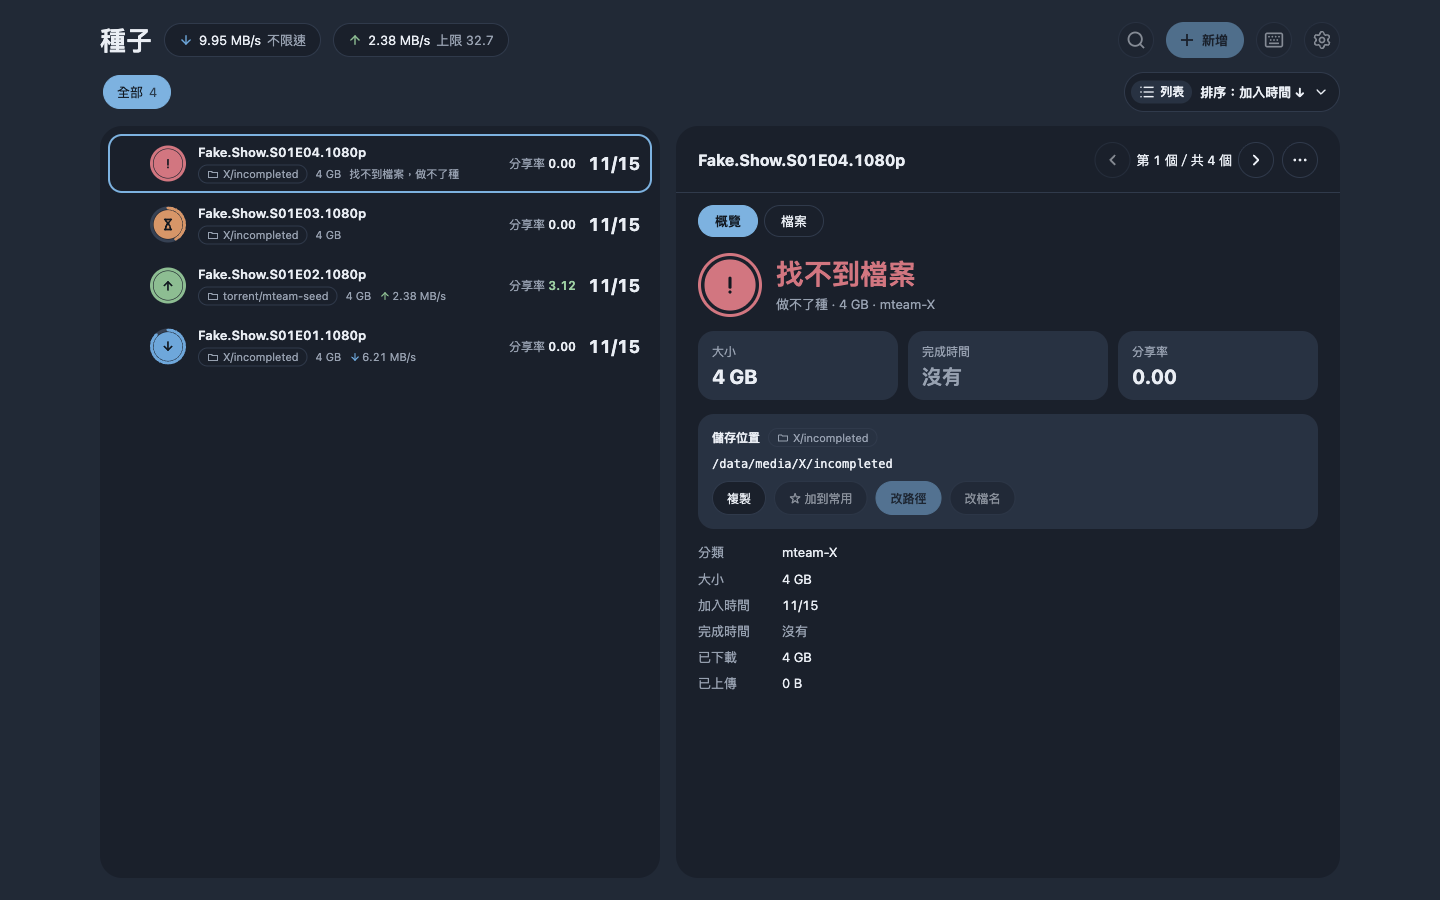 種子 9.95 MB/s 不限速 2.38 MB/s 上限 32.7 新增
全部 4 列表 排序：加入時間
Fake.Show.S01E04.1080p
X/incompleted 4 GB 找不到檔案，做不了種
分享率 0.00 11/15
Fake.Show.S01E03.1080p
X/incompleted 4 GB
分享率 0.00 11/15
Fake.Show.S01E02.1080p
torrent/mteam-seed 4 GB 2.38 MB/s
分享率 3.12 11/15
Fake.Show.S01E01.1080p
X/incompleted 4 GB 6.21 MB/s
分享率 0.00 11/15
Fake.Show.S01E04.1080p 第 1 個 / 共 4 個
概覽 檔案
!
找不到檔案
做不了種 · 4 GB · mteam-X
大小 完成時間 分享率
4 GB 沒有 0.00
儲存位置 X/incompleted
/data/media/X/incompleted
複製 加到常用 改路徑 改檔名
分類 mteam-X
大小 4 GB
加入時間 11/15
完成時間 沒有
已下載 4 GB
已上傳 0 B